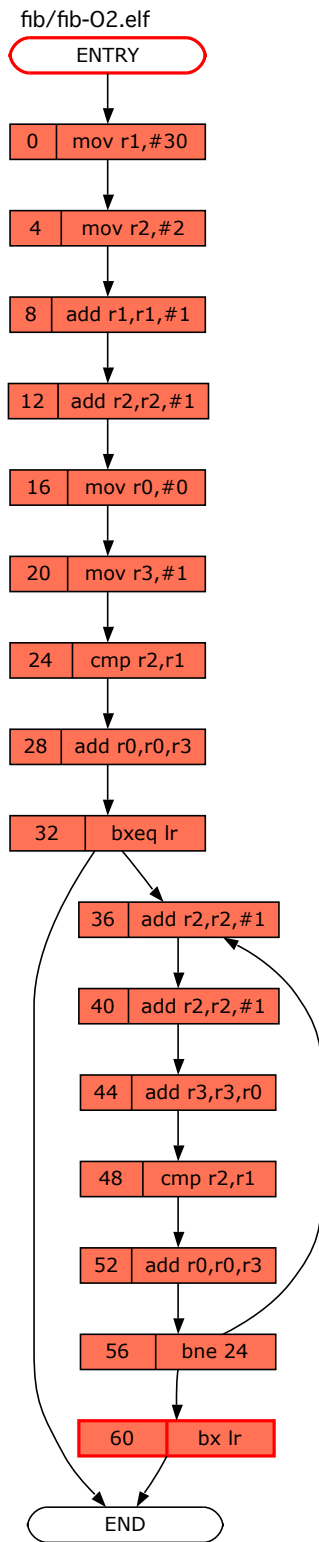 fib/fib-O2.elf
ENTRY
0 mov r1,#30
4 mov r2,#2
8 add r1,r1,#1
12 add r2,r2,#1
16 mov r0,#0
20 mov r3,#1
24 cmp r2,r1
28 add r0,r0,r3
32 bxeq lr
36 add r2,r2,#1
40 add r2,r2,#1
44 add r3,r3,r0
48 cmp r2,r1
52 add r0,r0,r3
56 bne 24
60 bx lr
END